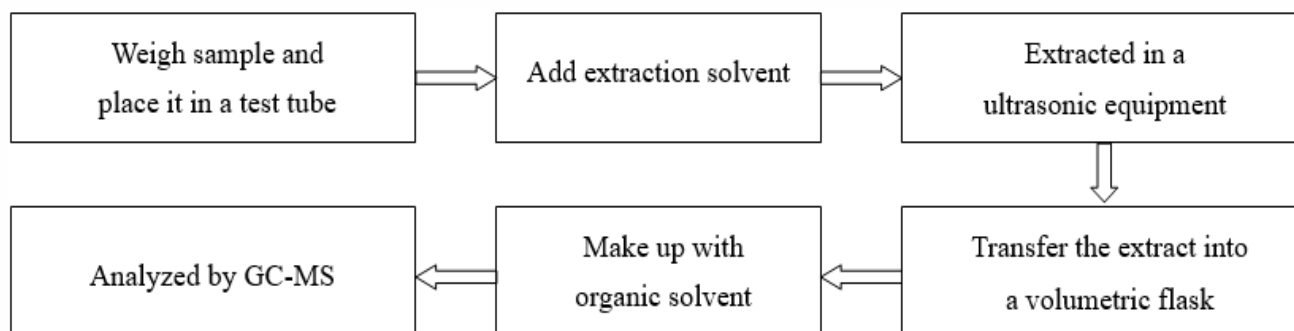 Weigh sample and
place it in a test tube
Add extraction solvent
Extracted in a
ultrasonic equipment
Transfer the extract into
a volumetric flask
Make up with
organic solvent
Analyzed by GC-MS